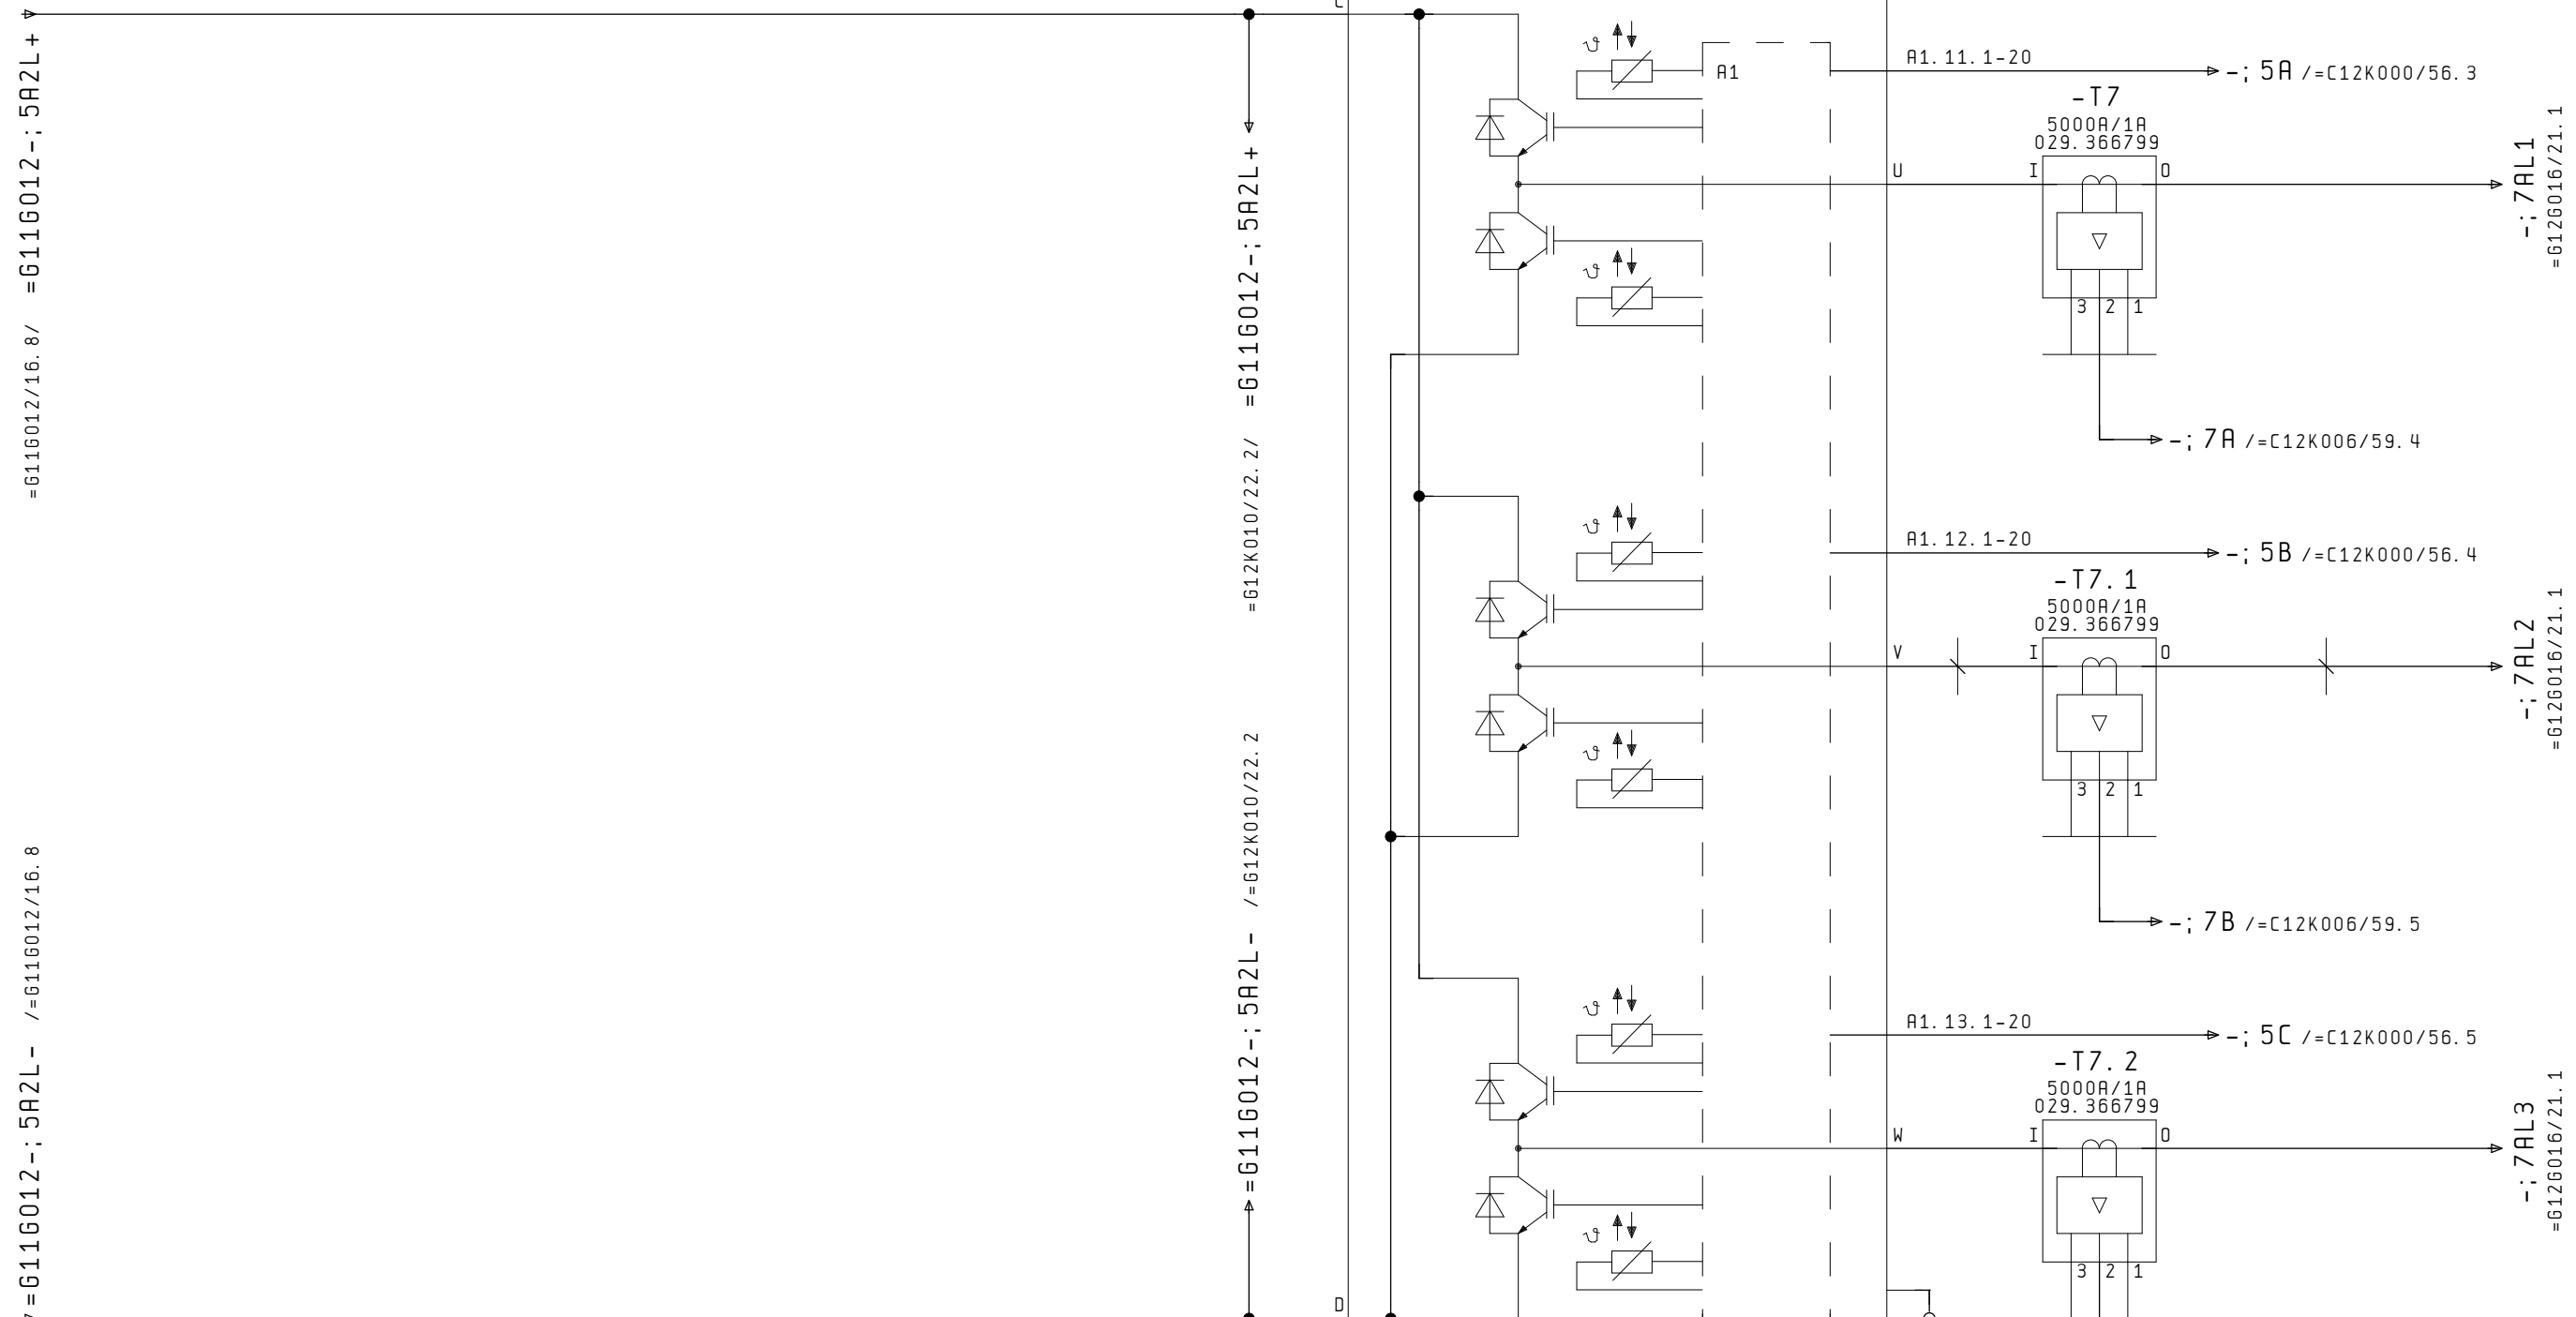 C
=G11G012-;5A2L+
=G11G012/16.8/
=G11G012-;5A2L+
=G12K010/22.2/
=G11G012-;5A2L-
/=G11G012/16.8
=G11G012-;5A2L-
/=G12K010/22.2
D
ϑ
A1
A1.11.1-20
-;5A /=C12K000/56.3
-T7
5000A/1A
029.366799
U
I
O
-;7AL1
=G12G016/21.1
ϑ
3 2 1
-;7A /=C12K006/59.4
ϑ
A1.12.1-20
-;5B /=C12K000/56.4
-T7.1
5000A/1A
029.366799
V
I
O
-;7AL2
=G12G016/21.1
ϑ
3 2 1
-;7B /=C12K006/59.5
ϑ
A1.13.1-20
-;5C /=C12K000/56.5
-T7.2
5000A/1A
029.366799
W
I
O
-;7AL3
=G12G016/21.1
ϑ
3 2 1